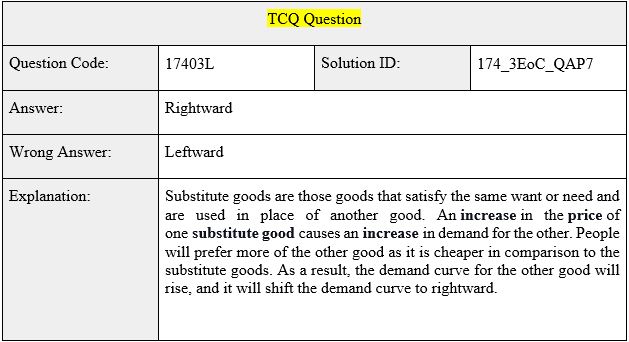 TCQ Question
Question Code: 17403L Solution ID: 174_3EoC_QAP7
Answer: Rightward
Wrong Answer: Leftward
Explanation: Substitute goods are those goods that satisfy the same want or need and
are used in place of another good. An increase in the price of
one substitute good causes an increase in demand for the other. People
will prefer more of the other good as it is cheaper in comparison to the
substitute goods. As a result, the demand curve for the other good will
rise, and it will shift the demand curve to rightward.